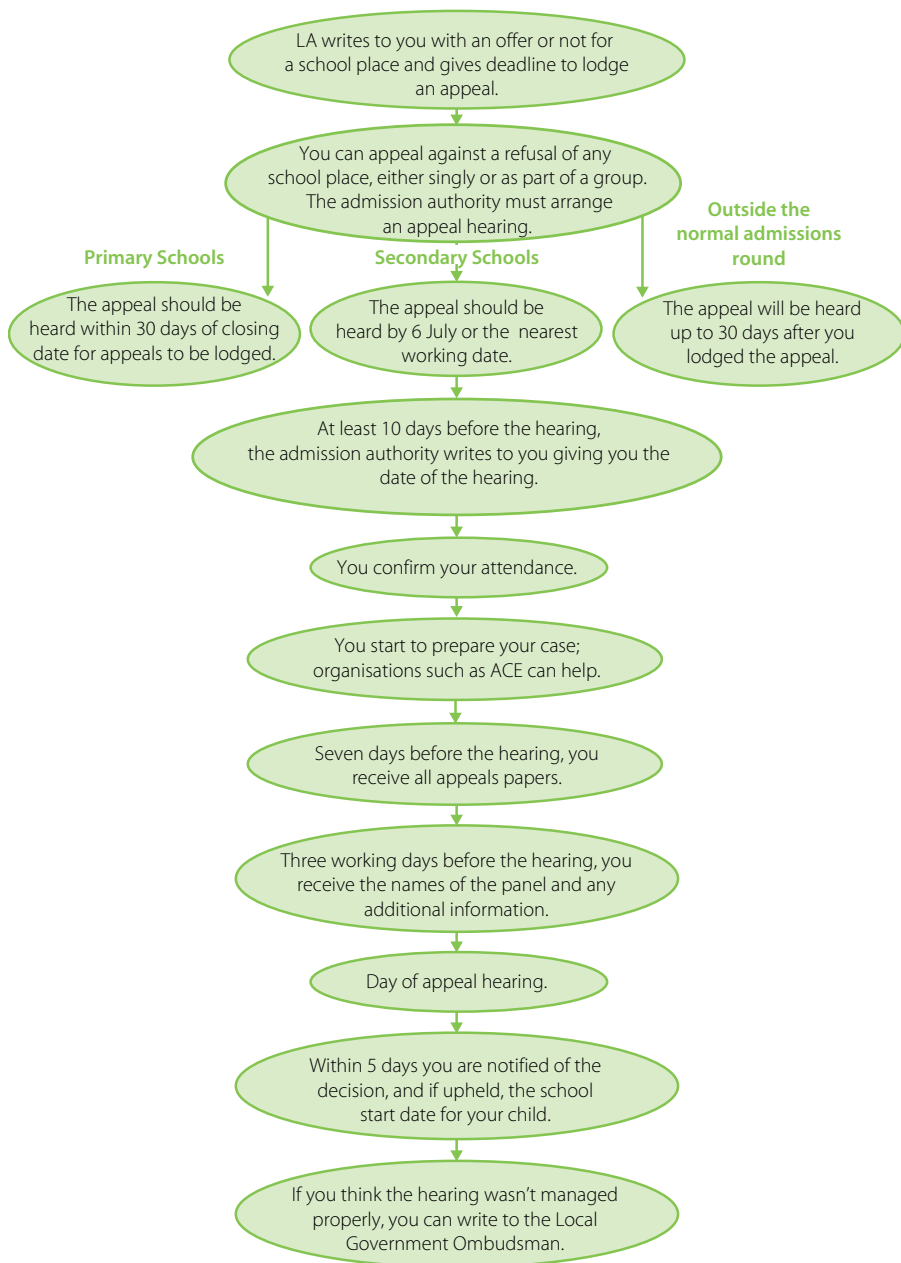 LA writes to you with an offer or not for
a school place and gives deadline to lodge
an appeal.
You can appeal against a refusal of any
school place, either singly or as part of a group.
The admission authority must arrange
an appeal hearing.
Primary Schools
The appeal should be
heard within 30 days of closing
date for appeals to be lodged.
Secondary Schools
The appeal should be
heard by 6 July or the nearest
working date.
Outside the
normal admissions
round
The appeal will be heard
up to 30 days after you
lodged the appeal.
At least 10 days before the hearing,
the admission authority writes to you giving you the
date of the hearing.
You confirm your attendance.
You start to prepare your case;
organisations such as ACE can help.
Seven days before the hearing, you
receive all appeals papers.
Three working days before the hearing, you
receive the names of the panel and any
additional information.
Day of appeal hearing.
Within 5 days you are notified of the
decision, and if upheld, the school
start date for your child.
If you think the hearing wasn't managed
properly, you can write to the Local
Government Ombudsman.